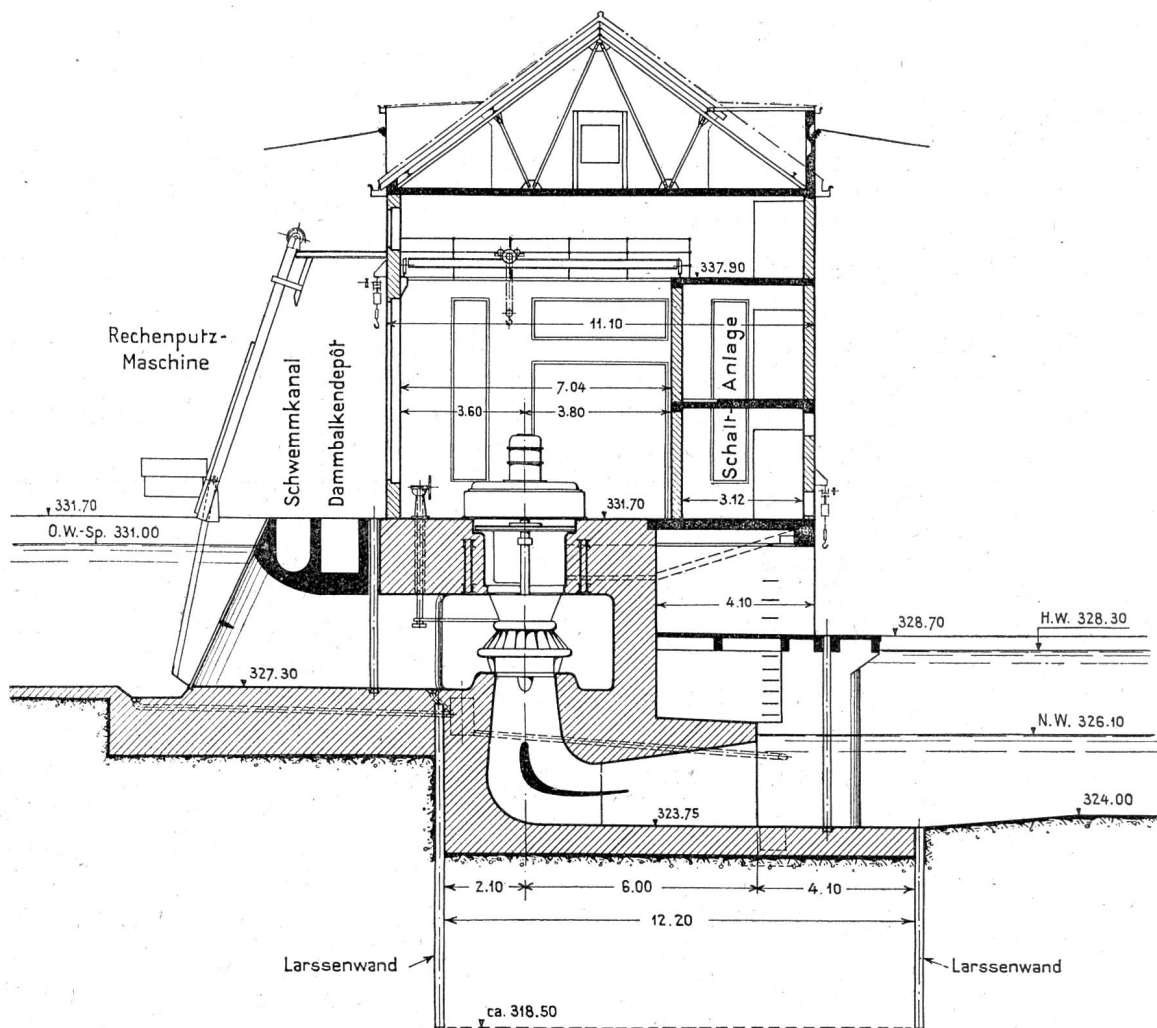 337.90
11.10
Rechenputz-
Maschine
Schwemmkanal
Dammbalkendepôt
7.04
3.60
3.80
Schalt-Anlage
3.12
331.70
O.W.-Sp. 331.00
331.70
4.10
328.70
H.W. 328.30
327.30
N.W. 326.10
323.75
324.00
2.10
6.00
4.10
12.20
Larssenwand
Larssenwand
ca. 318.50